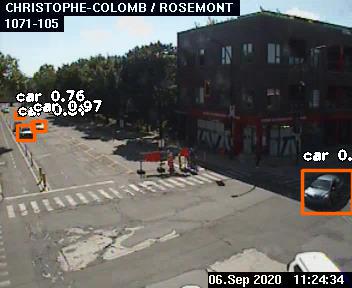 CHRISTOPHE-COLOMB / ROSEMONT
1071-105
car 0.76
car 0.97
car 0.
06.Sep 2020 11:24:34